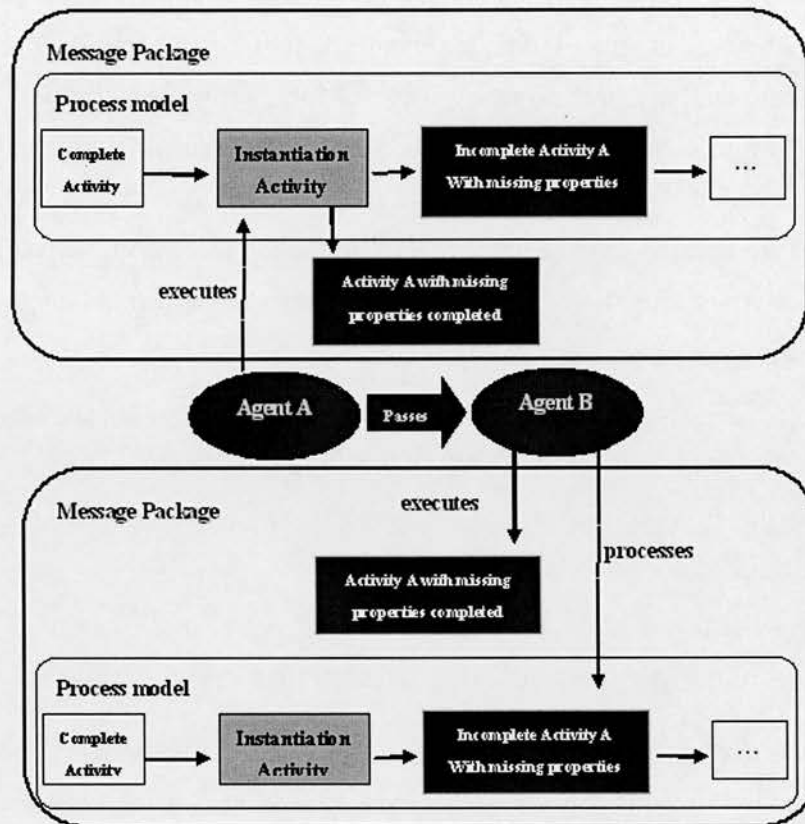 Message Package
Process model
Complete
Activity
Instantiation
Activity
Incomplete Activity A
With missing properties
...
executes
Activity A with missing
properties completed
Agent A
Passes
Agent B
Message Package
executes
processes
Activity A with missing
properties completed
Process model
Complete
Activity
Instantiation
Activity
Incomplete Activity A
With missing properties
...